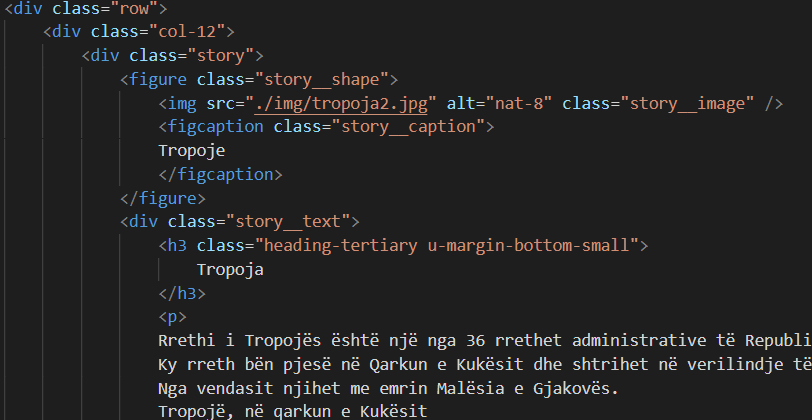 <div class="row">
<div class="col-12">
<div class="story">
<figure class="story__shape">
<img src="./img/tropoja2.jpg" alt="nat-8" class="story__image" />
<figcaption class="story__caption">
Tropoje
</figcaption>
</figure>
<div class="story__text">
<h3 class="heading-tertiary u-margin-bottom-small">
Tropoja
</h3>
<p>
Rrethi i Tropojës është një nga 36 rrethet administrative të Republi
Ky rreth bën pjesë në Qarkun e Kukësit dhe shtrihet në verilindje të
Nga vendasit njihet me emrin Malësia e Gjakovës.
Tropojë, në qarkun e Kukësit